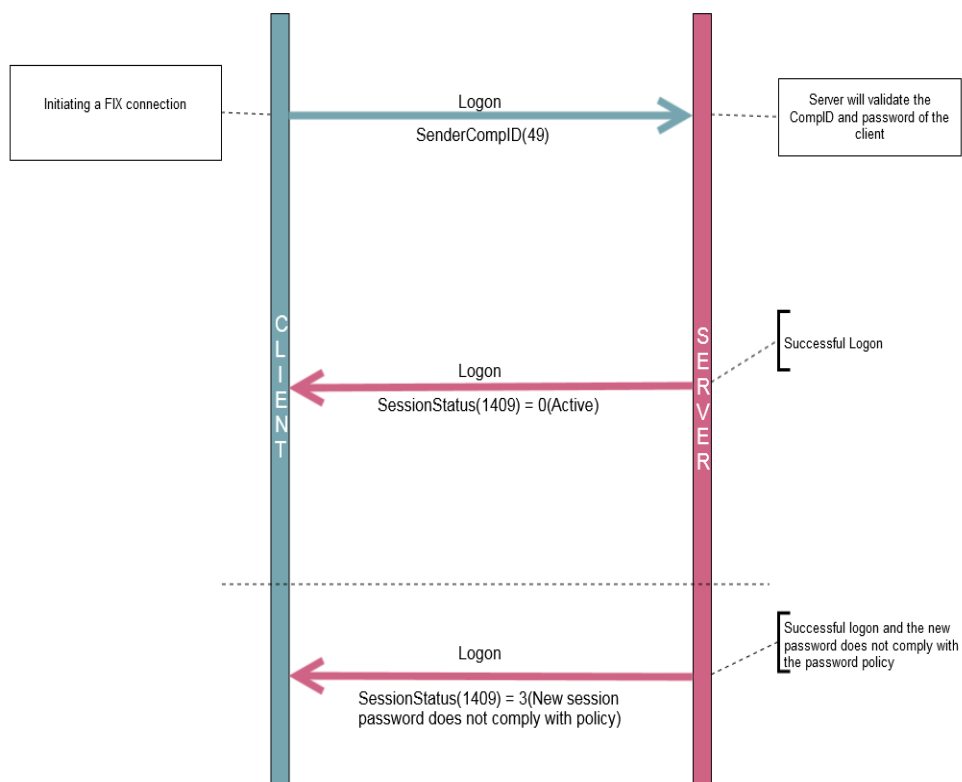 Initiating a FIX connection
Logon
SenderCompID(49)
Server will validate the
CompID and password of the
client
CLIENT
SERVER
Successful Logon
Logon
SessionStatus(1409) = 0(Active)
Successful logon and the new
password does not comply with
the password policy
Logon
SessionStatus(1409) = 3(New session
password does not comply with policy)